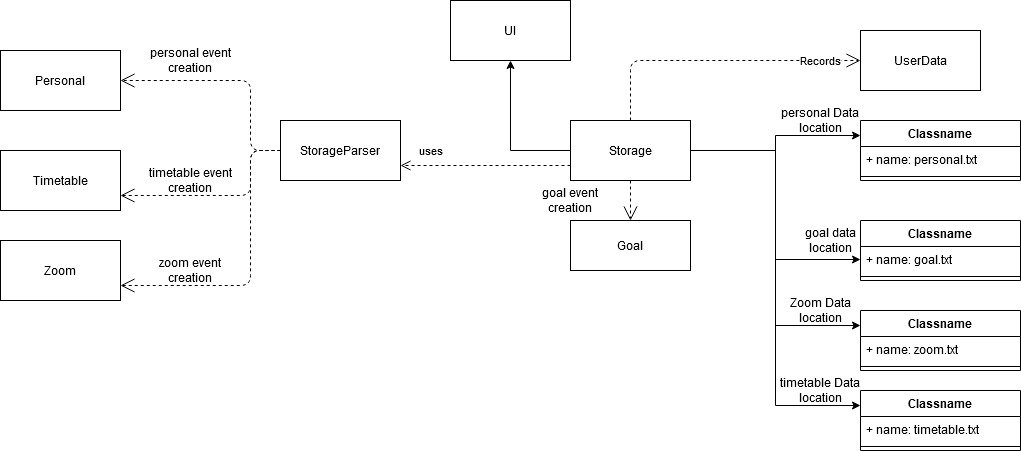 UI
personal event
creation
Records
UserData
Personal
personal Data
location
Classname
+ name: personal.txt
StorageParser
uses
Storage
timetable event
creation
Timetable
goal event
creation
goal data
location
Classname
+ name: goal.txt
Goal
zoom event
creation
Zoom
Zoom Data
location
Classname
+ name: zoom.txt
timetable Data
location
Classname
+ name: timetable.txt